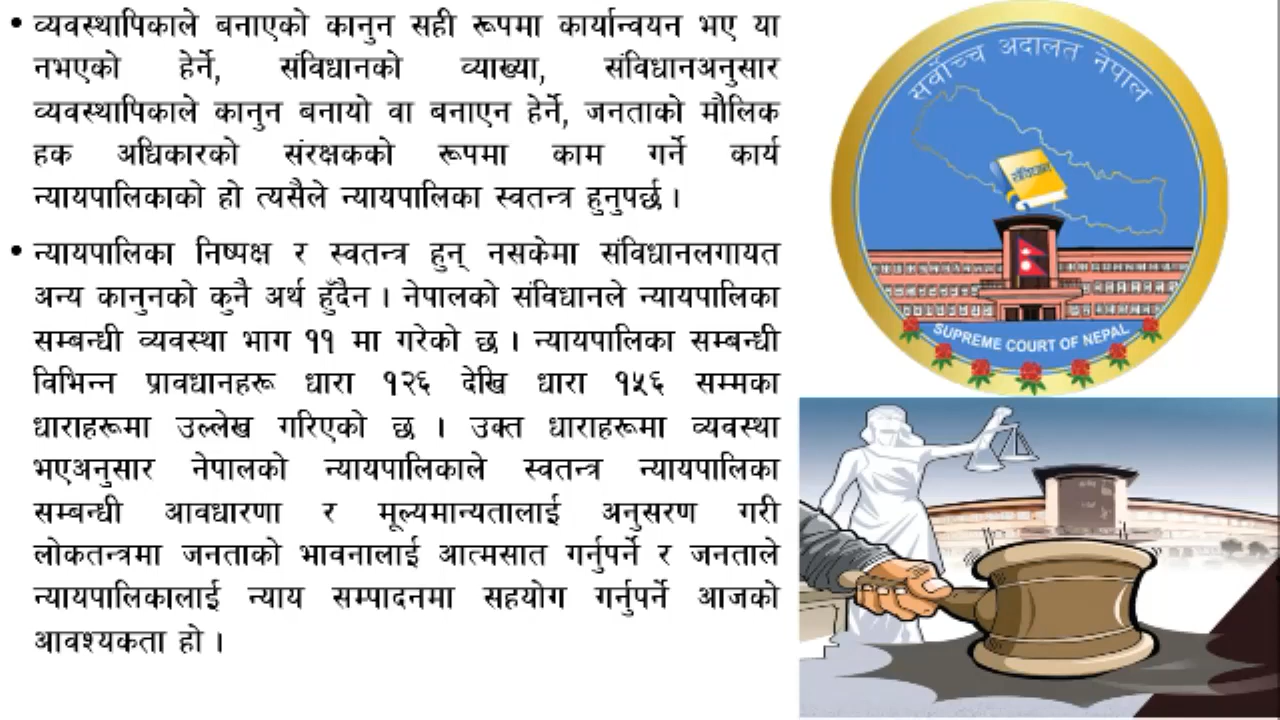 • व्यवस्थापिकाले बनाएको कानुन सही रूपमा कार्यान्वयन भए या
नभएको हेर्ने, संविधानको व्याख्या, संविधानअनुसार
व्यवस्थापिकाले कानुन बनायो वा बनाएन हेर्ने, जनताको मौलिक
हक अधिकारको संरक्षकको रूपमा काम गर्ने कार्य
न्यायपालिकाको हो त्यसैले न्यायपालिका स्वतन्त्र हुनुपर्छ ।
• न्यायपालिका निष्पक्ष र स्वतन्त्र हुन् नसकेमा संविधानलगायत
अन्य कानुनको कुनै अर्थ हुँदैन । नेपालको संविधानले न्यायपालिका
सम्बन्धी व्यवस्था भाग ११ मा गरेको छ । न्यायपालिका सम्बन्धी
विभिन्न प्रावधानहरू धारा १२६ देखि धारा १५६ सम्मका
धाराहरूमा उल्लेख गरिएको छ । उक्त धाराहरूमा व्यवस्था
भएअनुसार नेपालको न्यायपालिकाले स्वतन्त्र न्यायपालिका
सम्बन्धी आवधारणा र मूल्यमान्यतालाई अनुसरण गरी
लोकतन्त्रमा जनताको भावनालाई आत्मसात गर्नुपर्ने र जनताले
न्यायपालिकालाई न्याय सम्पादनमा सहयोग गर्नुपर्ने आजको
आवश्यकता हो ।
सर्वोच्च अदालत नेपाल
संविधान
SUPREME COURT OF NEPAL